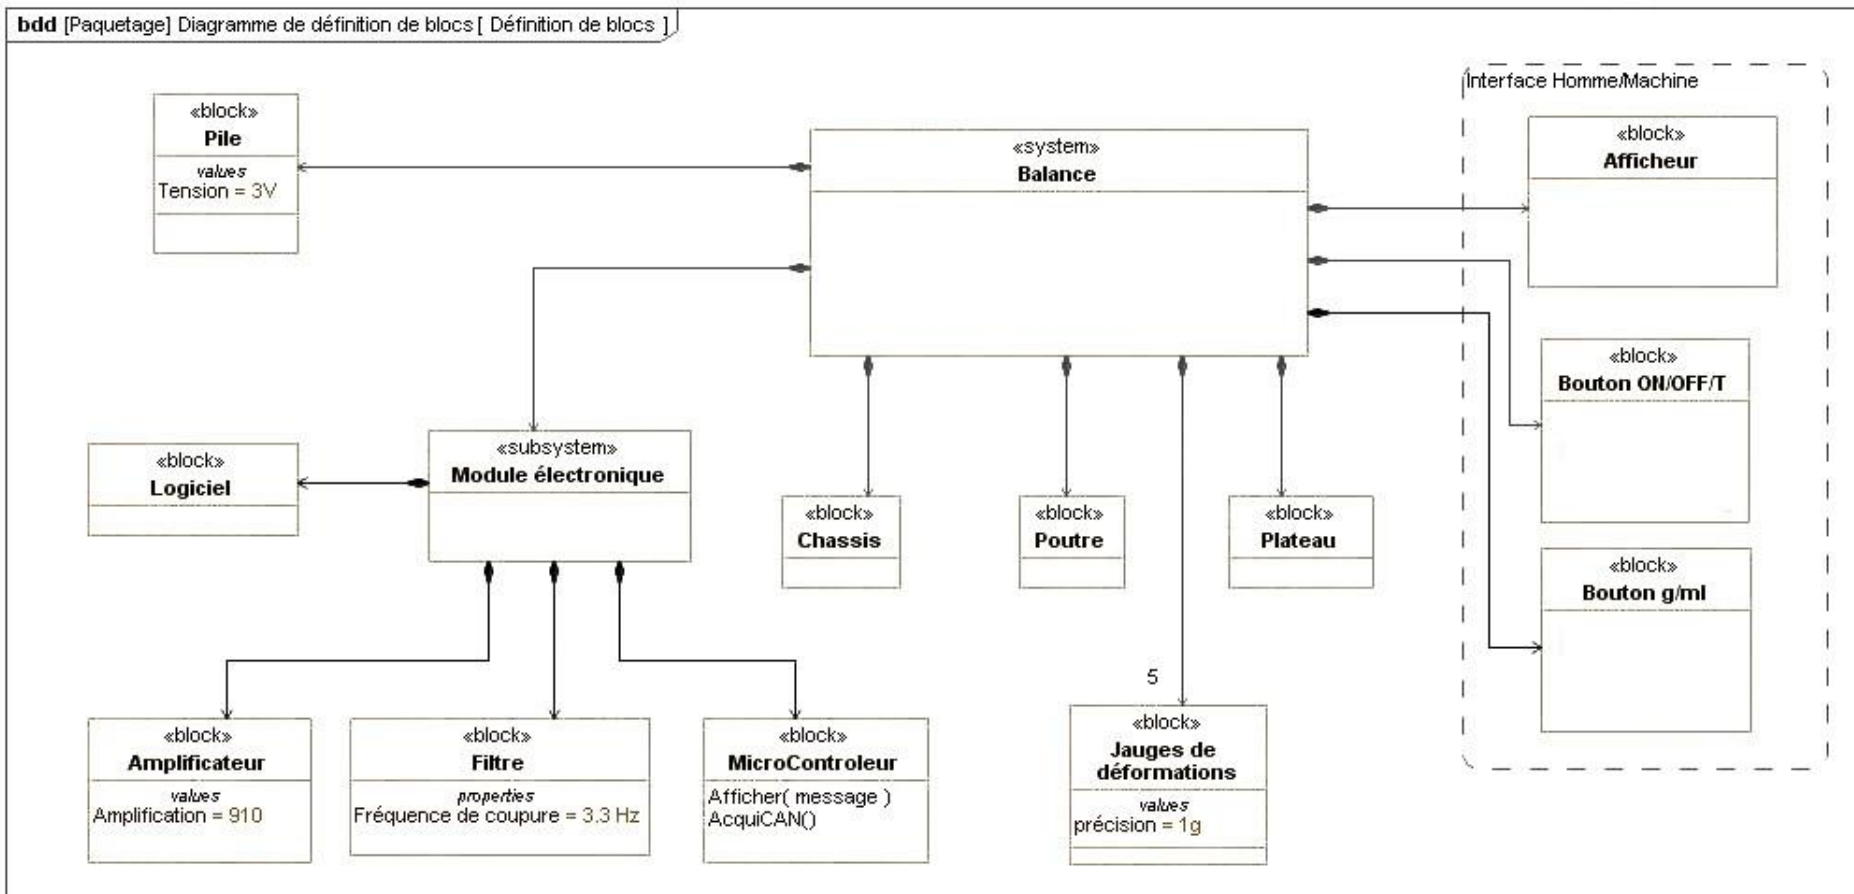 bdd [Paquetage] Diagramme de définition de blocs [ Définition de blocs ]
«block»
Pile
values
Tension = 3V
«system»
Balance
Interface Homme/Machine
«block»
Afficheur
«block»
Bouton ON/OFF/T
«block»
Bouton g/ml
«subsystem»
Module électronique
«block»
Logiciel
«block»
Chassis
«block»
Poutre
«block»
Plateau
5
«block»
Amplificateur
values
Amplification = 910
«block»
Filtre
properties
Fréquence de coupure = 3.3 Hz
«block»
MicroControleur
Afficher( message )
AcquiCAN()
«block»
Jauges de
déformations
values
précision = 1g